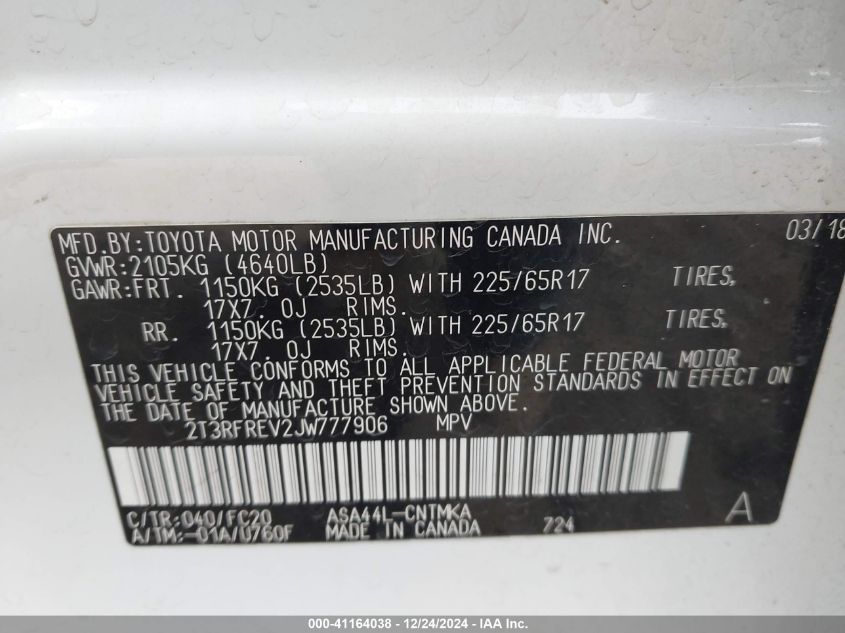 MFD.BY:TOYOTA MOTOR MANUFACTURING CANADA INC. 03/18
GVWR:2105KG (4640LB)
GAWR:FRT. 1150KG (2535LB) WITH 225/65R17 TIRES,
17X7.0J RIMS.
RR. 1150KG (2535LB) WITH 225/65R17 TIRES,
17X7.0J RIMS.
THIS VEHICLE CONFORMS TO ALL APPLICABLE FEDERAL MOTOR
VEHICLE SAFETY AND THEFT PREVENTION STANDARDS IN EFFECT ON
THE DATE OF MANUFACTURE SHOWN ABOVE.
2T3RFREV2JW777906 MPV
C/TR:040/FC20 ASA44L-CNTMKA A
A/TM:-01A/U760F MADE IN CANADA 724
000-41164038 - 12/24/2024 - IAA Inc.